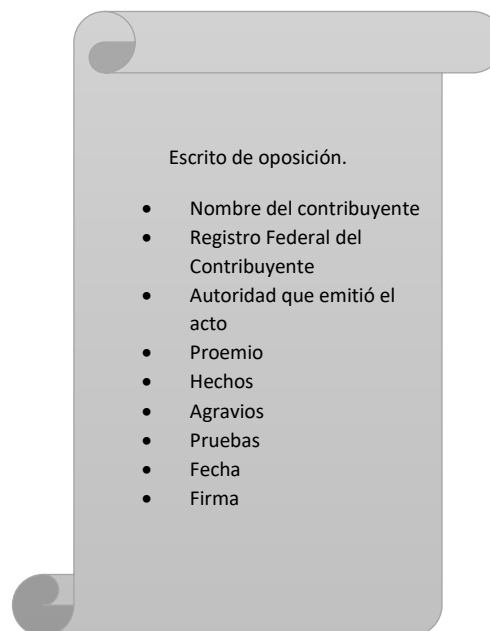 Escrito de oposición.
• Nombre del contribuyente
• Registro Federal del
Contribuyente
• Autoridad que emitió el
acto
• Proemio
• Hechos
• Agravios
• Pruebas
• Fecha
• Firma